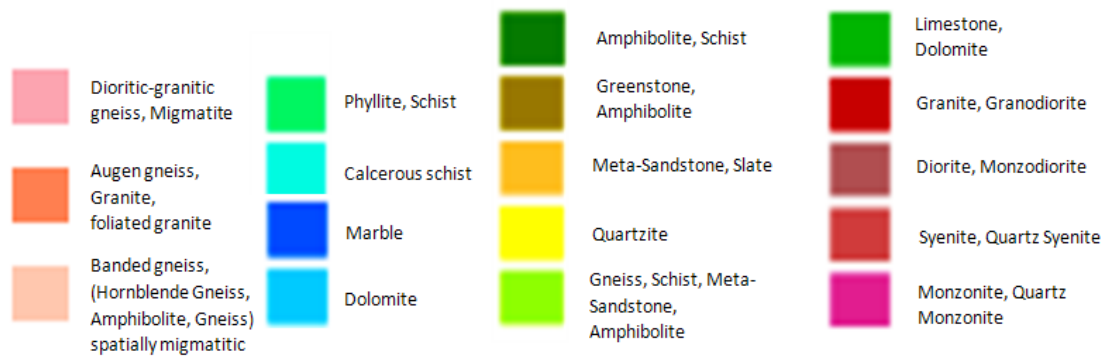 Dioritic-granitic
gneiss, Migmatite
Augen gneiss,
Granite,
foliated granite
Banded gneiss,
(Hornblende Gneiss,
Amphibolite, Gneiss)
spatially migmatitic
Phyllite, Schist
Calcerous schist
Marble
Dolomite
Amphibolite, Schist
Greenstone,
Amphibolite
Meta-Sandstone, Slate
Quartzite
Gneiss, Schist, Meta-
Sandstone,
Amphibolite
Limestone,
Dolomite
Granite, Granodiorite
Diorite, Monzodiorite
Syenite, Quartz Syenite
Monzonite, Quartz
Monzonite